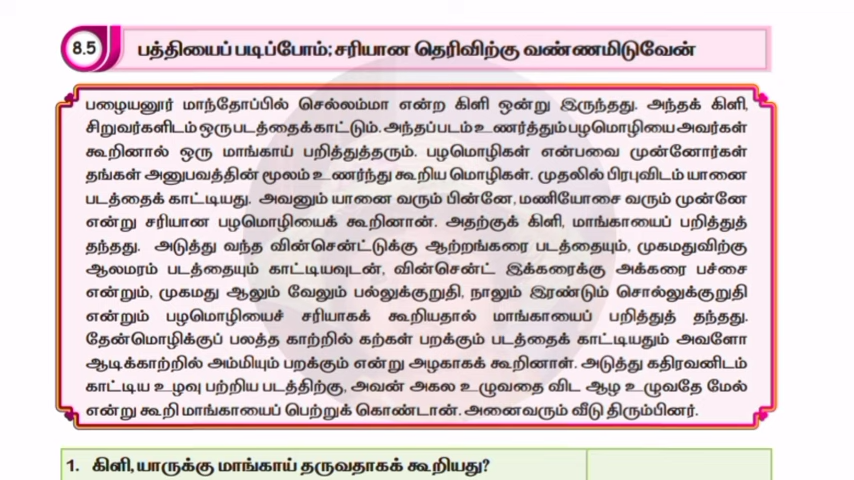 8.5 பத்தியைப் படிப்போம்; சரியான தெரிவிற்கு வண்ணமிடுவேன்
பழையனூர் மாந்தோப்பில் செல்லம்மா என்ற கிளி ஒன்று இருந்தது. அந்தக் கிளி,
சிறுவர்களிடம் ஒரு படத்தைக்காட்டும். அந்தப்படம் உணர்த்தும் பழமொழியை அவர்கள்
கூறினால் ஒரு மாங்காய் பறித்துத்தரும். பழமொழிகள் என்பவை முன்னோர்கள்
தங்கள் அனுபவத்தின் மூலம் உணர்ந்து கூறிய மொழிகள். முதலில் பிரபுவிடம் யானை
படத்தைக் காட்டியது. அவனும் யானை வரும் பின்னே, மணியோசை வரும் முன்னே
என்று சரியான பழமொழியைக் கூறினான். அதற்குக் கிளி, மாங்காயைப் பறித்துத்
தந்தது. அடுத்து வந்த வின்சென்ட்டுக்கு ஆற்றங்கரை படத்தையும், முகமதுவிற்கு
ஆலமரம் படத்தையும் காட்டியவுடன், வின்சென்ட் இக்கரைக்கு அக்கரை பச்சை
என்றும், முகமது ஆலும் வேலும் பல்லுக்குறுதி, நாலும் இரண்டும் சொல்லுக்குறுதி
என்றும் பழமொழியைச் சரியாகக் கூறியதால் மாங்காயைப் பறித்துத் தந்தது.
தேன்மொழிக்குப் பலத்த காற்றில் கற்கள் பறக்கும் படத்தைக் காட்டியதும் அவளோ
ஆடிக்காற்றில் அம்மியும் பறக்கும் என்று அழகாகக் கூறினாள். அடுத்து கதிரவனிடம்
காட்டிய உழவு பற்றிய படத்திற்கு, அவன் அகல உழுவதை விட ஆழ உழுவதே மேல்
என்று கூறி மாங்காயைப் பெற்றுக் கொண்டான். அனைவரும் வீடு திரும்பினர்.
1. கிளி, யாருக்கு மாங்காய் தருவதாகக் கூறியது?